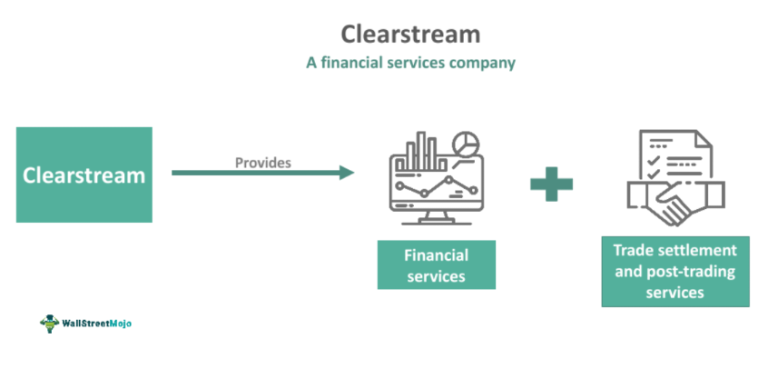 Clearstream
A financial services company
Clearstream
Provides
Financial
services
Trade settlement
and post-trading
services
WallStreetMojo